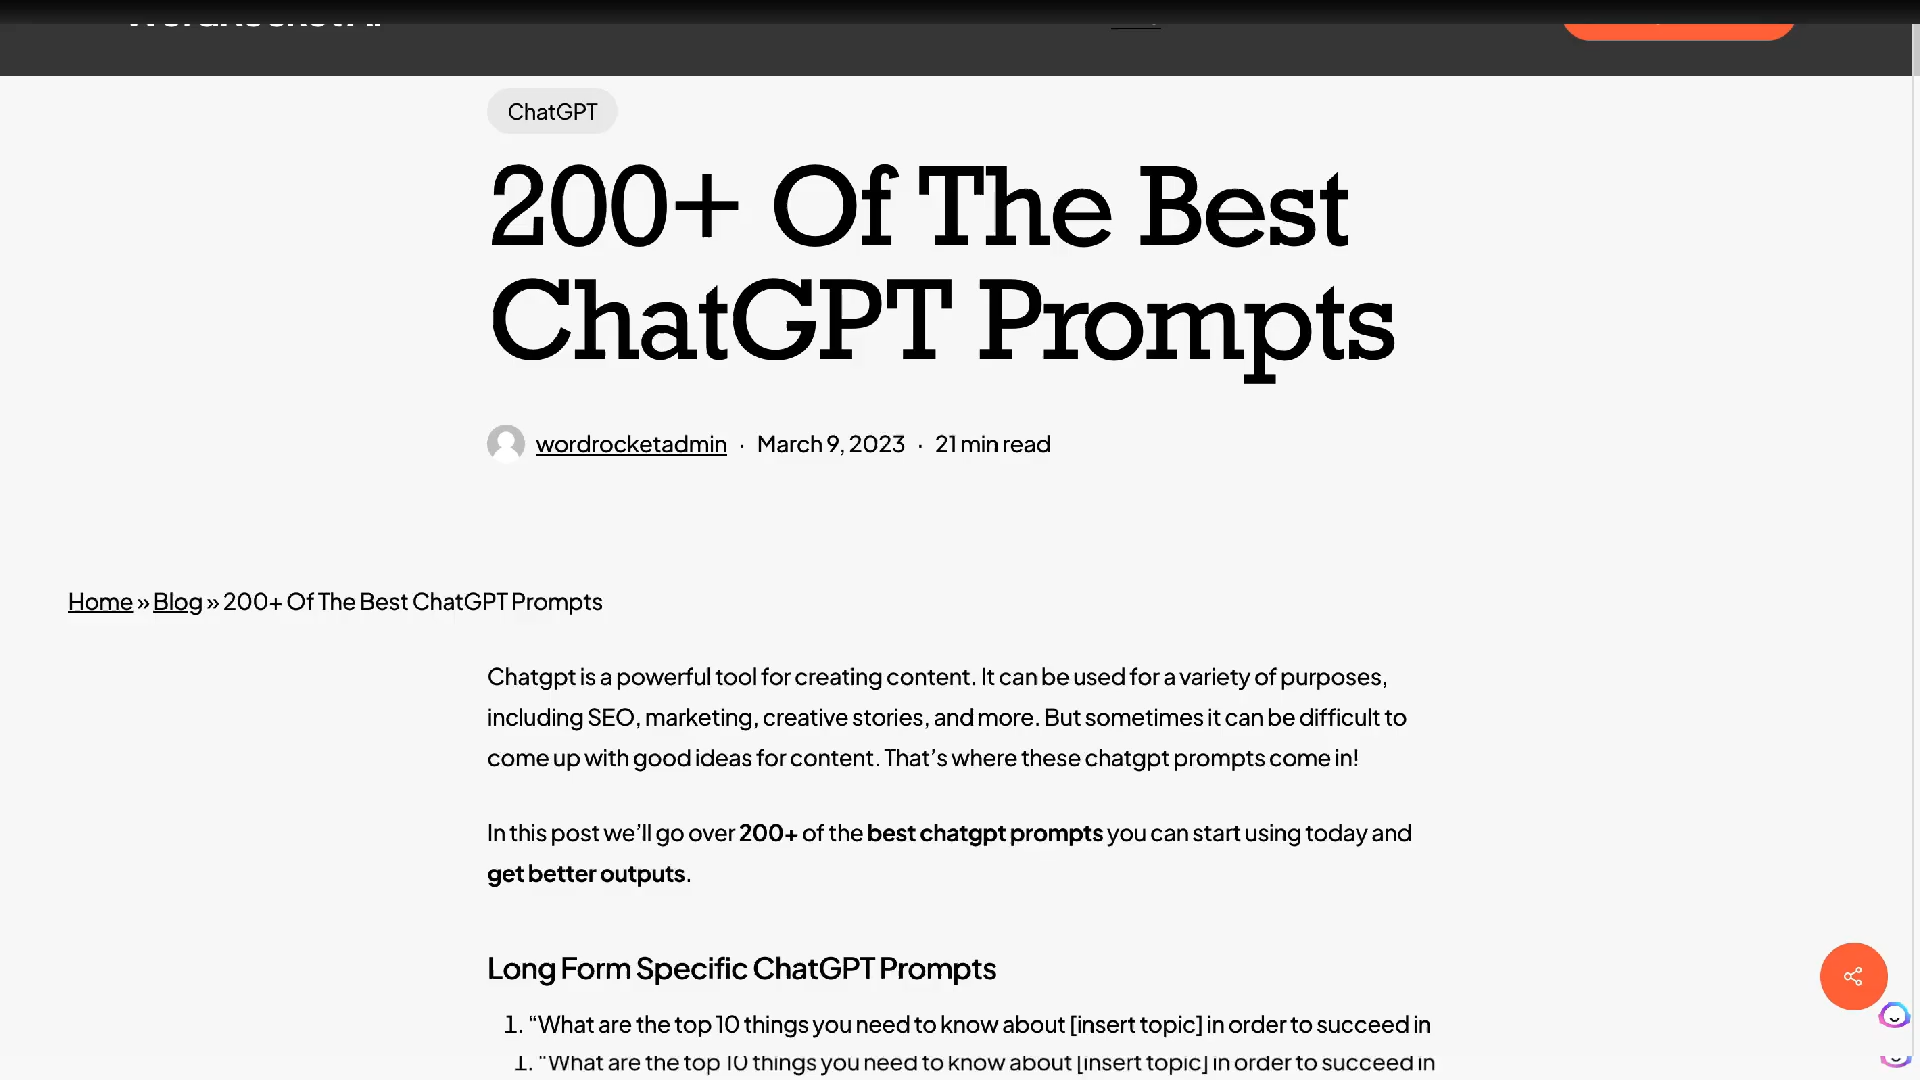 ChatGPT
200+ Of The Best
ChatGPT Prompts
wordrocketadmin · March 9, 2023 · 21 min read
Home » Blog » 200+ Of The Best ChatGPT Prompts
Chatgpt is a powerful tool for creating content. It can be used for a variety of purposes,
including SEO, marketing, creative stories, and more. But sometimes it can be difficult to
come up with good ideas for content. That’s where these chatgpt prompts come in!
In this post we’ll go over 200+ of the best chatgpt prompts you can start using today and
get better outputs.
Long Form Specific ChatGPT Prompts
1. “What are the top 10 things you need to know about [insert topic] in order to succeed in
1. “What are the top 10 things you need to know about [insert topic] in order to succeed in